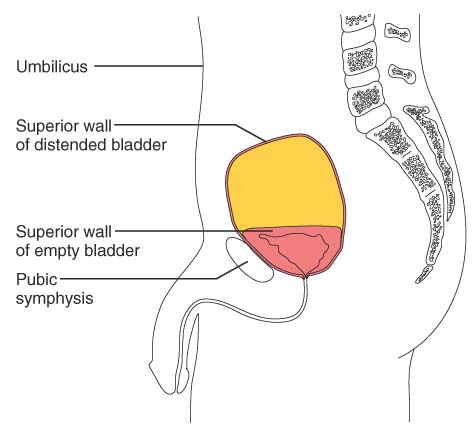 Umbilicus
Superior wall
of distended bladder
Superior wall
of empty bladder
Pubic
symphysis